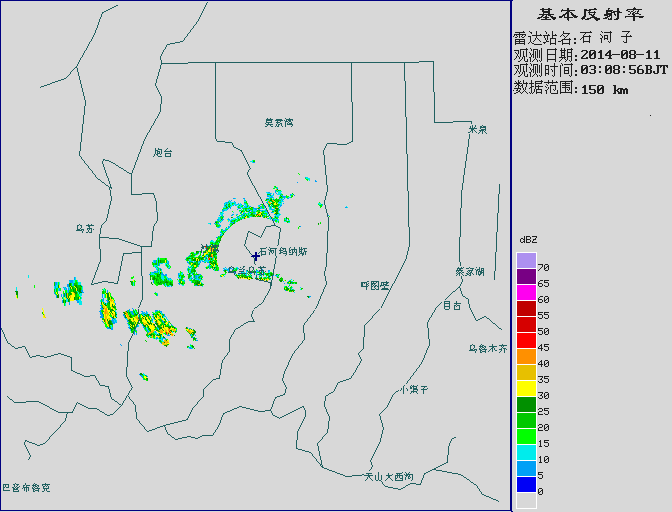 基本反射率
雷达站名:石 河 子
观测日期:2014-08-11
观测时间:03:08:56BJT
数据范围:150 km
莫索湾
米泉
炮台
乌苏
沙湾
石河玛纳斯
乌兰乌苏
蔡家湖
呼图壁
目台
乌鲁木齐
小渠子
天山大西沟
巴音布鲁克
dBZ
70
65
60
55
50
45
40
35
30
25
20
15
10
5
0